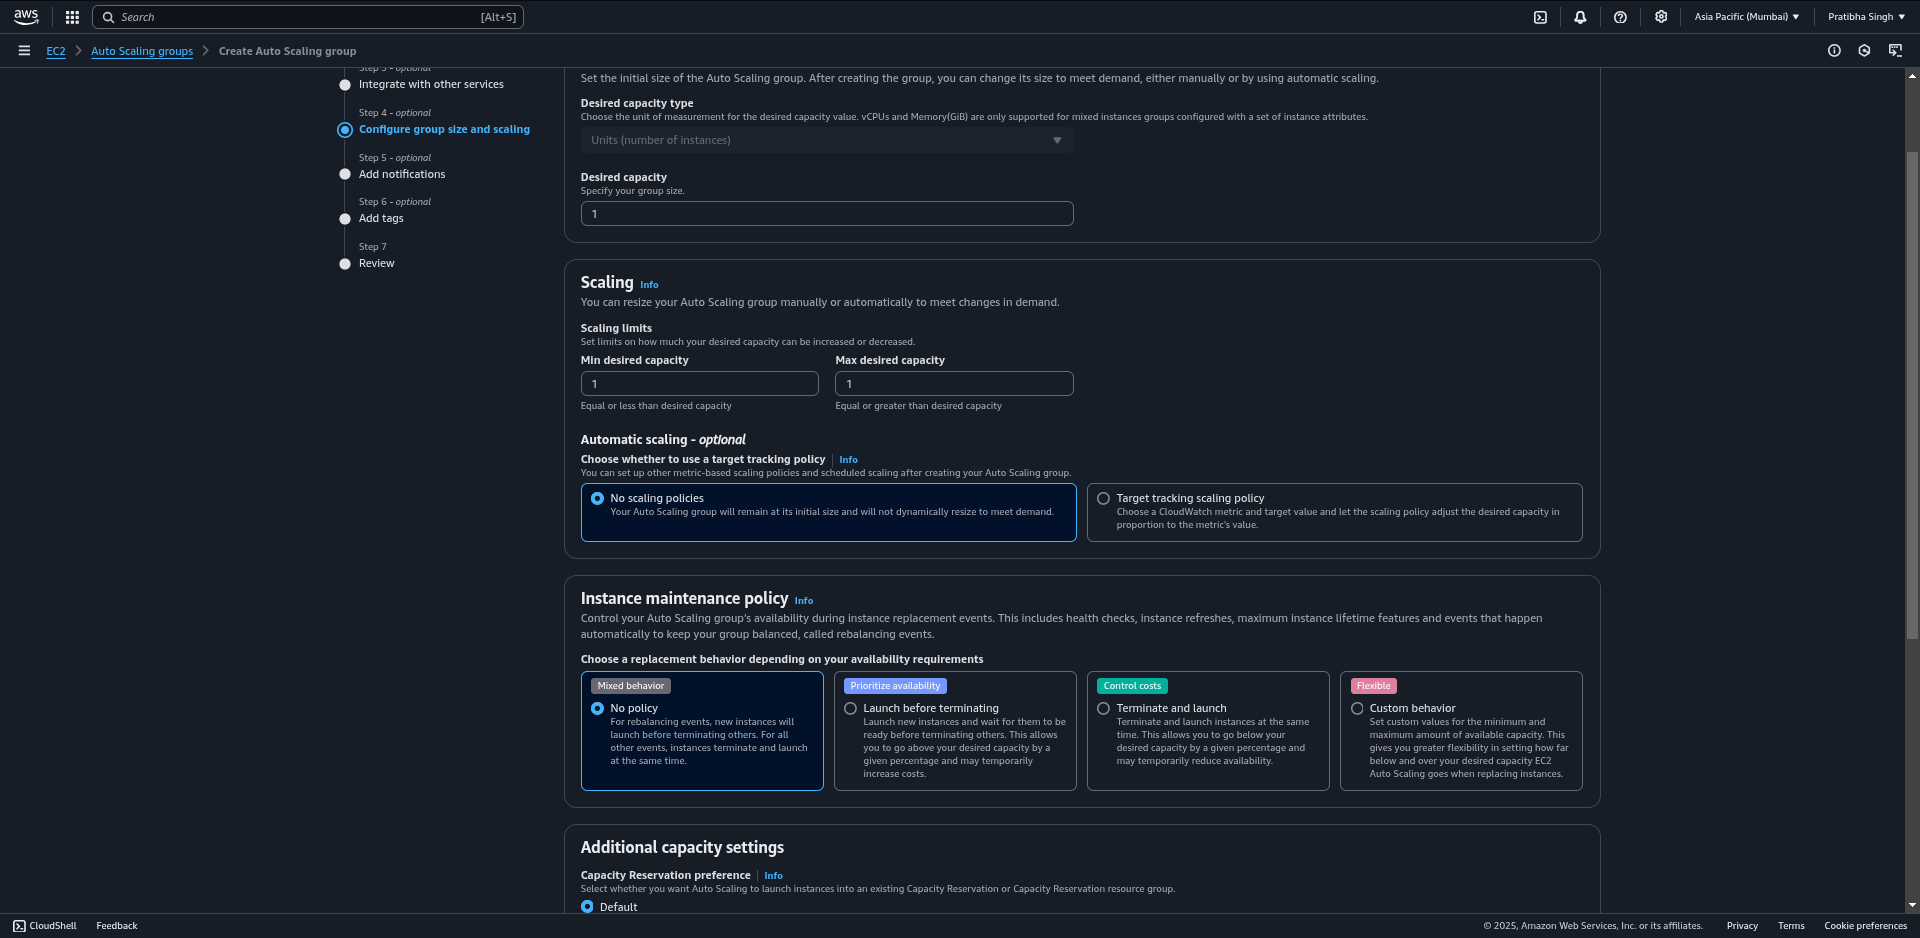 aws
Search [Alt+S]
Asia Pacific (Mumbai)
Pratibha Singh
EC2
Auto Scaling groups
Create Auto Scaling group
Step 3 - optional
Integrate with other services
Step 4 - optional
Configure group size and scaling
Step 5 - optional
Add notifications
Step 6 - optional
Add tags
Step 7
Review
Set the initial size of the Auto Scaling group. After creating the group, you can change its size to meet demand, either manually or by using automatic scaling.
Desired capacity type
Choose the unit of measurement for the desired capacity value. vCPUs and Memory(GiB) are only supported for mixed instances groups configured with a set of instance attributes.
Units (number of instances)
Desired capacity
Specify your group size.
1
Scaling Info
You can resize your Auto Scaling group manually or automatically to meet changes in demand.
Scaling limits
Set limits on how much your desired capacity can be increased or decreased.
Min desired capacity
1
Equal or less than desired capacity
Max desired capacity
1
Equal or greater than desired capacity
Automatic scaling - optional
Choose whether to use a target tracking policy Info
You can set up other metric-based scaling policies and scheduled scaling after creating your Auto Scaling group.
No scaling policies
Your Auto Scaling group will remain at its initial size and will not dynamically resize to meet demand.
Target tracking scaling policy
Choose a CloudWatch metric and target value and let the scaling policy adjust the desired capacity in
proportion to the metric's value.
Instance maintenance policy Info
Control your Auto Scaling group's availability during instance replacement events. This includes health checks, instance refreshes, maximum instance lifetime features and events that happen
automatically to keep your group balanced, called rebalancing events.
Choose a replacement behavior depending on your availability requirements
Mixed behavior
No policy
For rebalancing events, new instances will
launch before terminating others. For all
other events, instances terminate and launch
at the same time.
Prioritize availability
Launch before terminating
Launch new instances and wait for them to be
ready before terminating others. This allows
you to go above your desired capacity by a
given percentage and may temporarily
increase costs.
Control costs
Terminate and launch
Terminate and launch instances at the same
time. This allows you to go below your
desired capacity by a given percentage and
may temporarily reduce availability.
Flexible
Custom behavior
Set custom values for the minimum and
maximum amount of available capacity. This
gives you greater flexibility in setting how far
below and over your desired capacity EC2
Auto Scaling goes when replacing instances.
Additional capacity settings
Capacity Reservation preference Info
Select whether you want Auto Scaling to launch instances into an existing Capacity Reservation or Capacity Reservation resource group.
Default
CloudShell
Feedback
© 2025, Amazon Web Services, Inc. or its affiliates.
Privacy
Terms
Cookie preferences